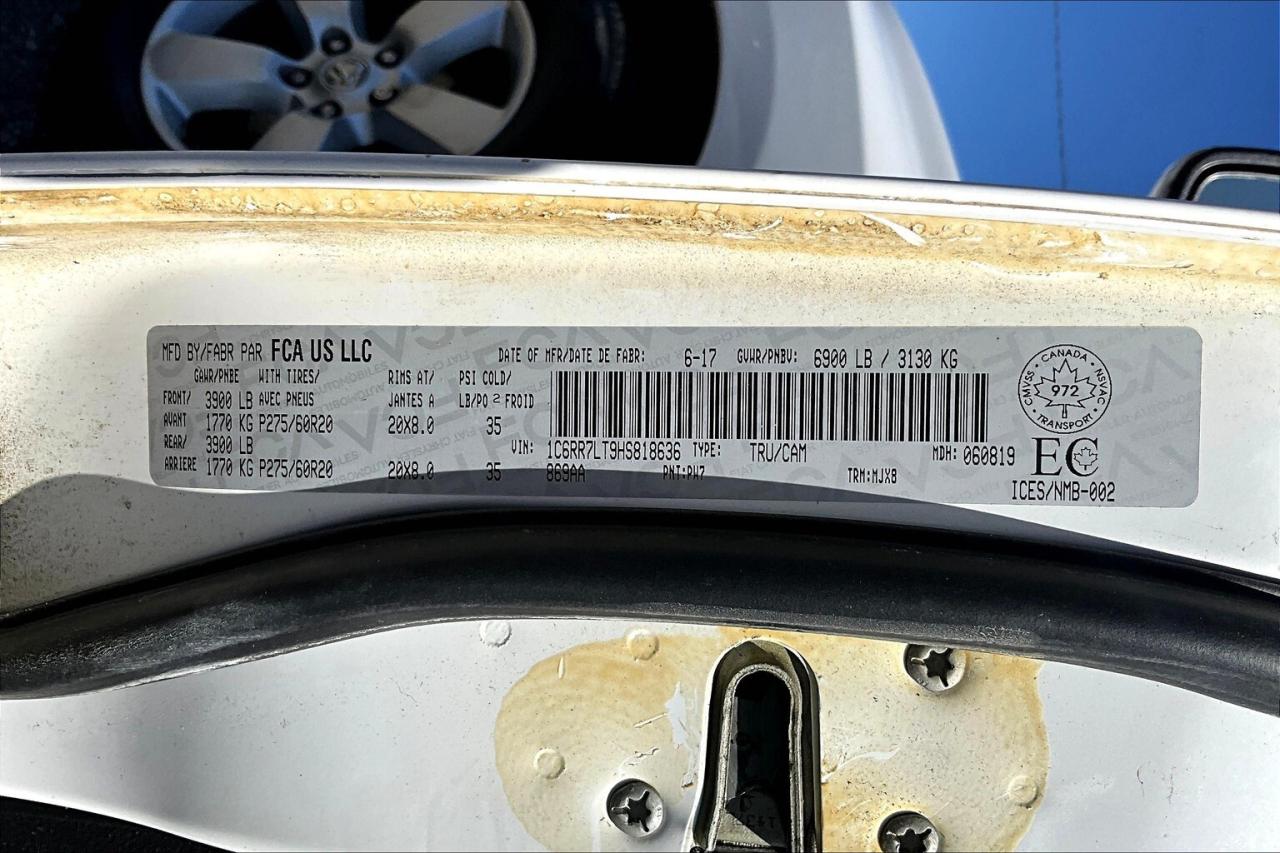 MFD BY/FABR PAR FCA US LLC
DATE OF MFR/DATE DE FABR: 6-17 GVWR/PNBV: 6900 LB / 3130 KG
GAWR/PNBE WITH TIRES/ RIMS AT/ PSI COLD/
FRONT/ 3900 LB AVEC PNEUS JANTES A LB/PO² FROID
AVANT 1770 KG P275/60R20 20X8.0 35
REAR/ 3900 LB
VIN: 1C6RR7LT9HS818636 TYPE: TRU/CAM MDH: 060819
ARRIERE 1770 KG P275/60R20 20X8.0 35
869AA PNT:PW7 TRM:MJX8
CANADA
CMVSS 972 NSVAC
TRANSPORT
EC
ICES/NMB-002